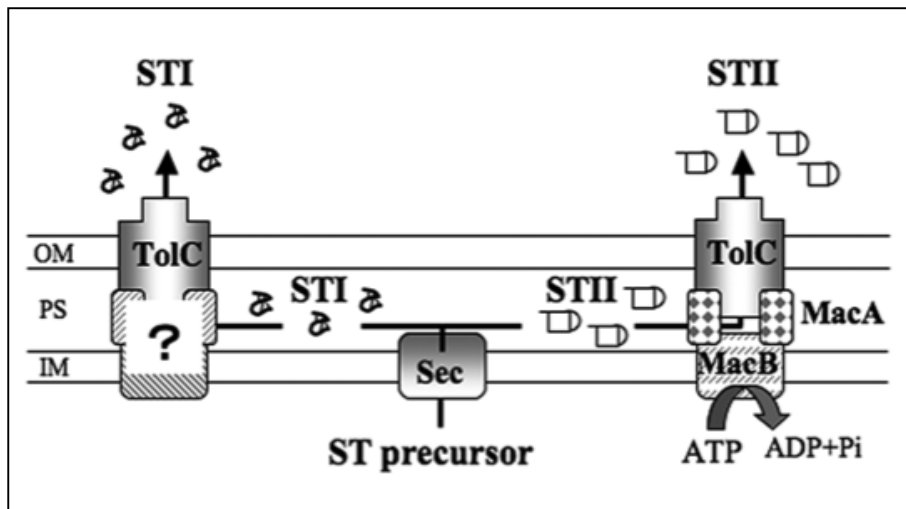 STI
STII
OM
TolC
TolC
PS
STI
STII
MacA
?
IM
Sec
MacB
ST precursor
ATP
ADP+Pi